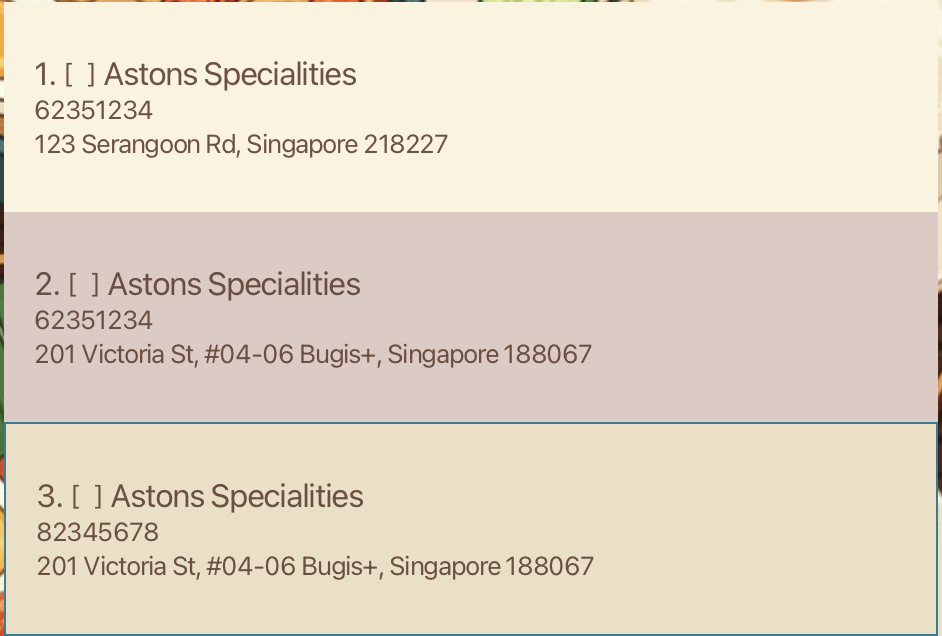 1. [ ] Astons Specialities
62351234
123 Serangoon Rd, Singapore 218227
2. [ ] Astons Specialities
62351234
201 Victoria St, #04-06 Bugis+, Singapore 188067
3. [ ] Astons Specialities
82345678
201 Victoria St, #04-06 Bugis+, Singapore 188067